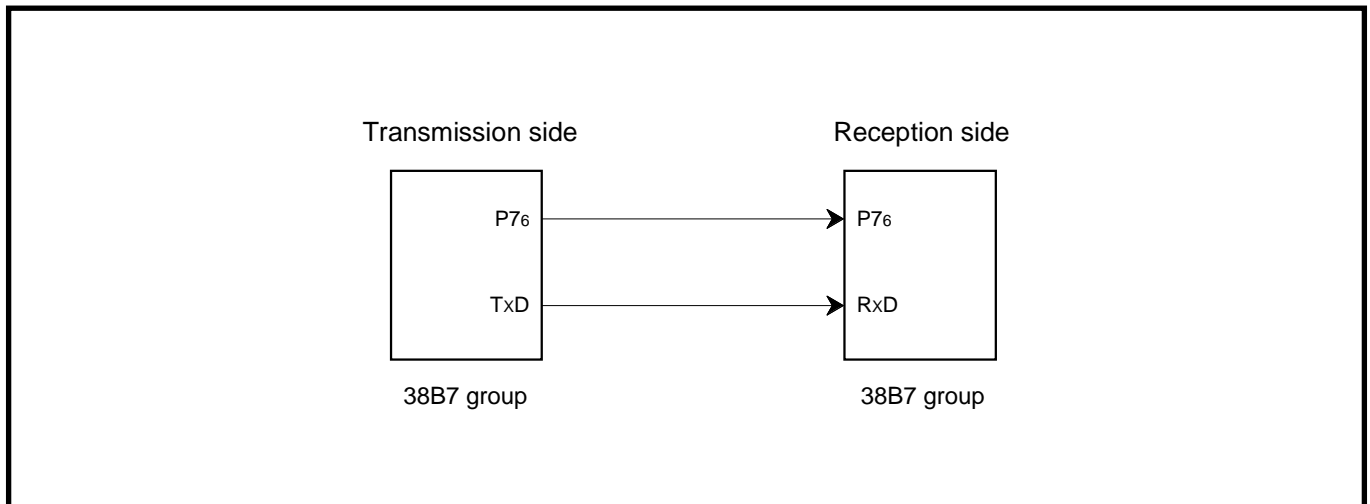 Transmission side
Reception side
P76
P76
TxD
RxD
38B7 group
38B7 group